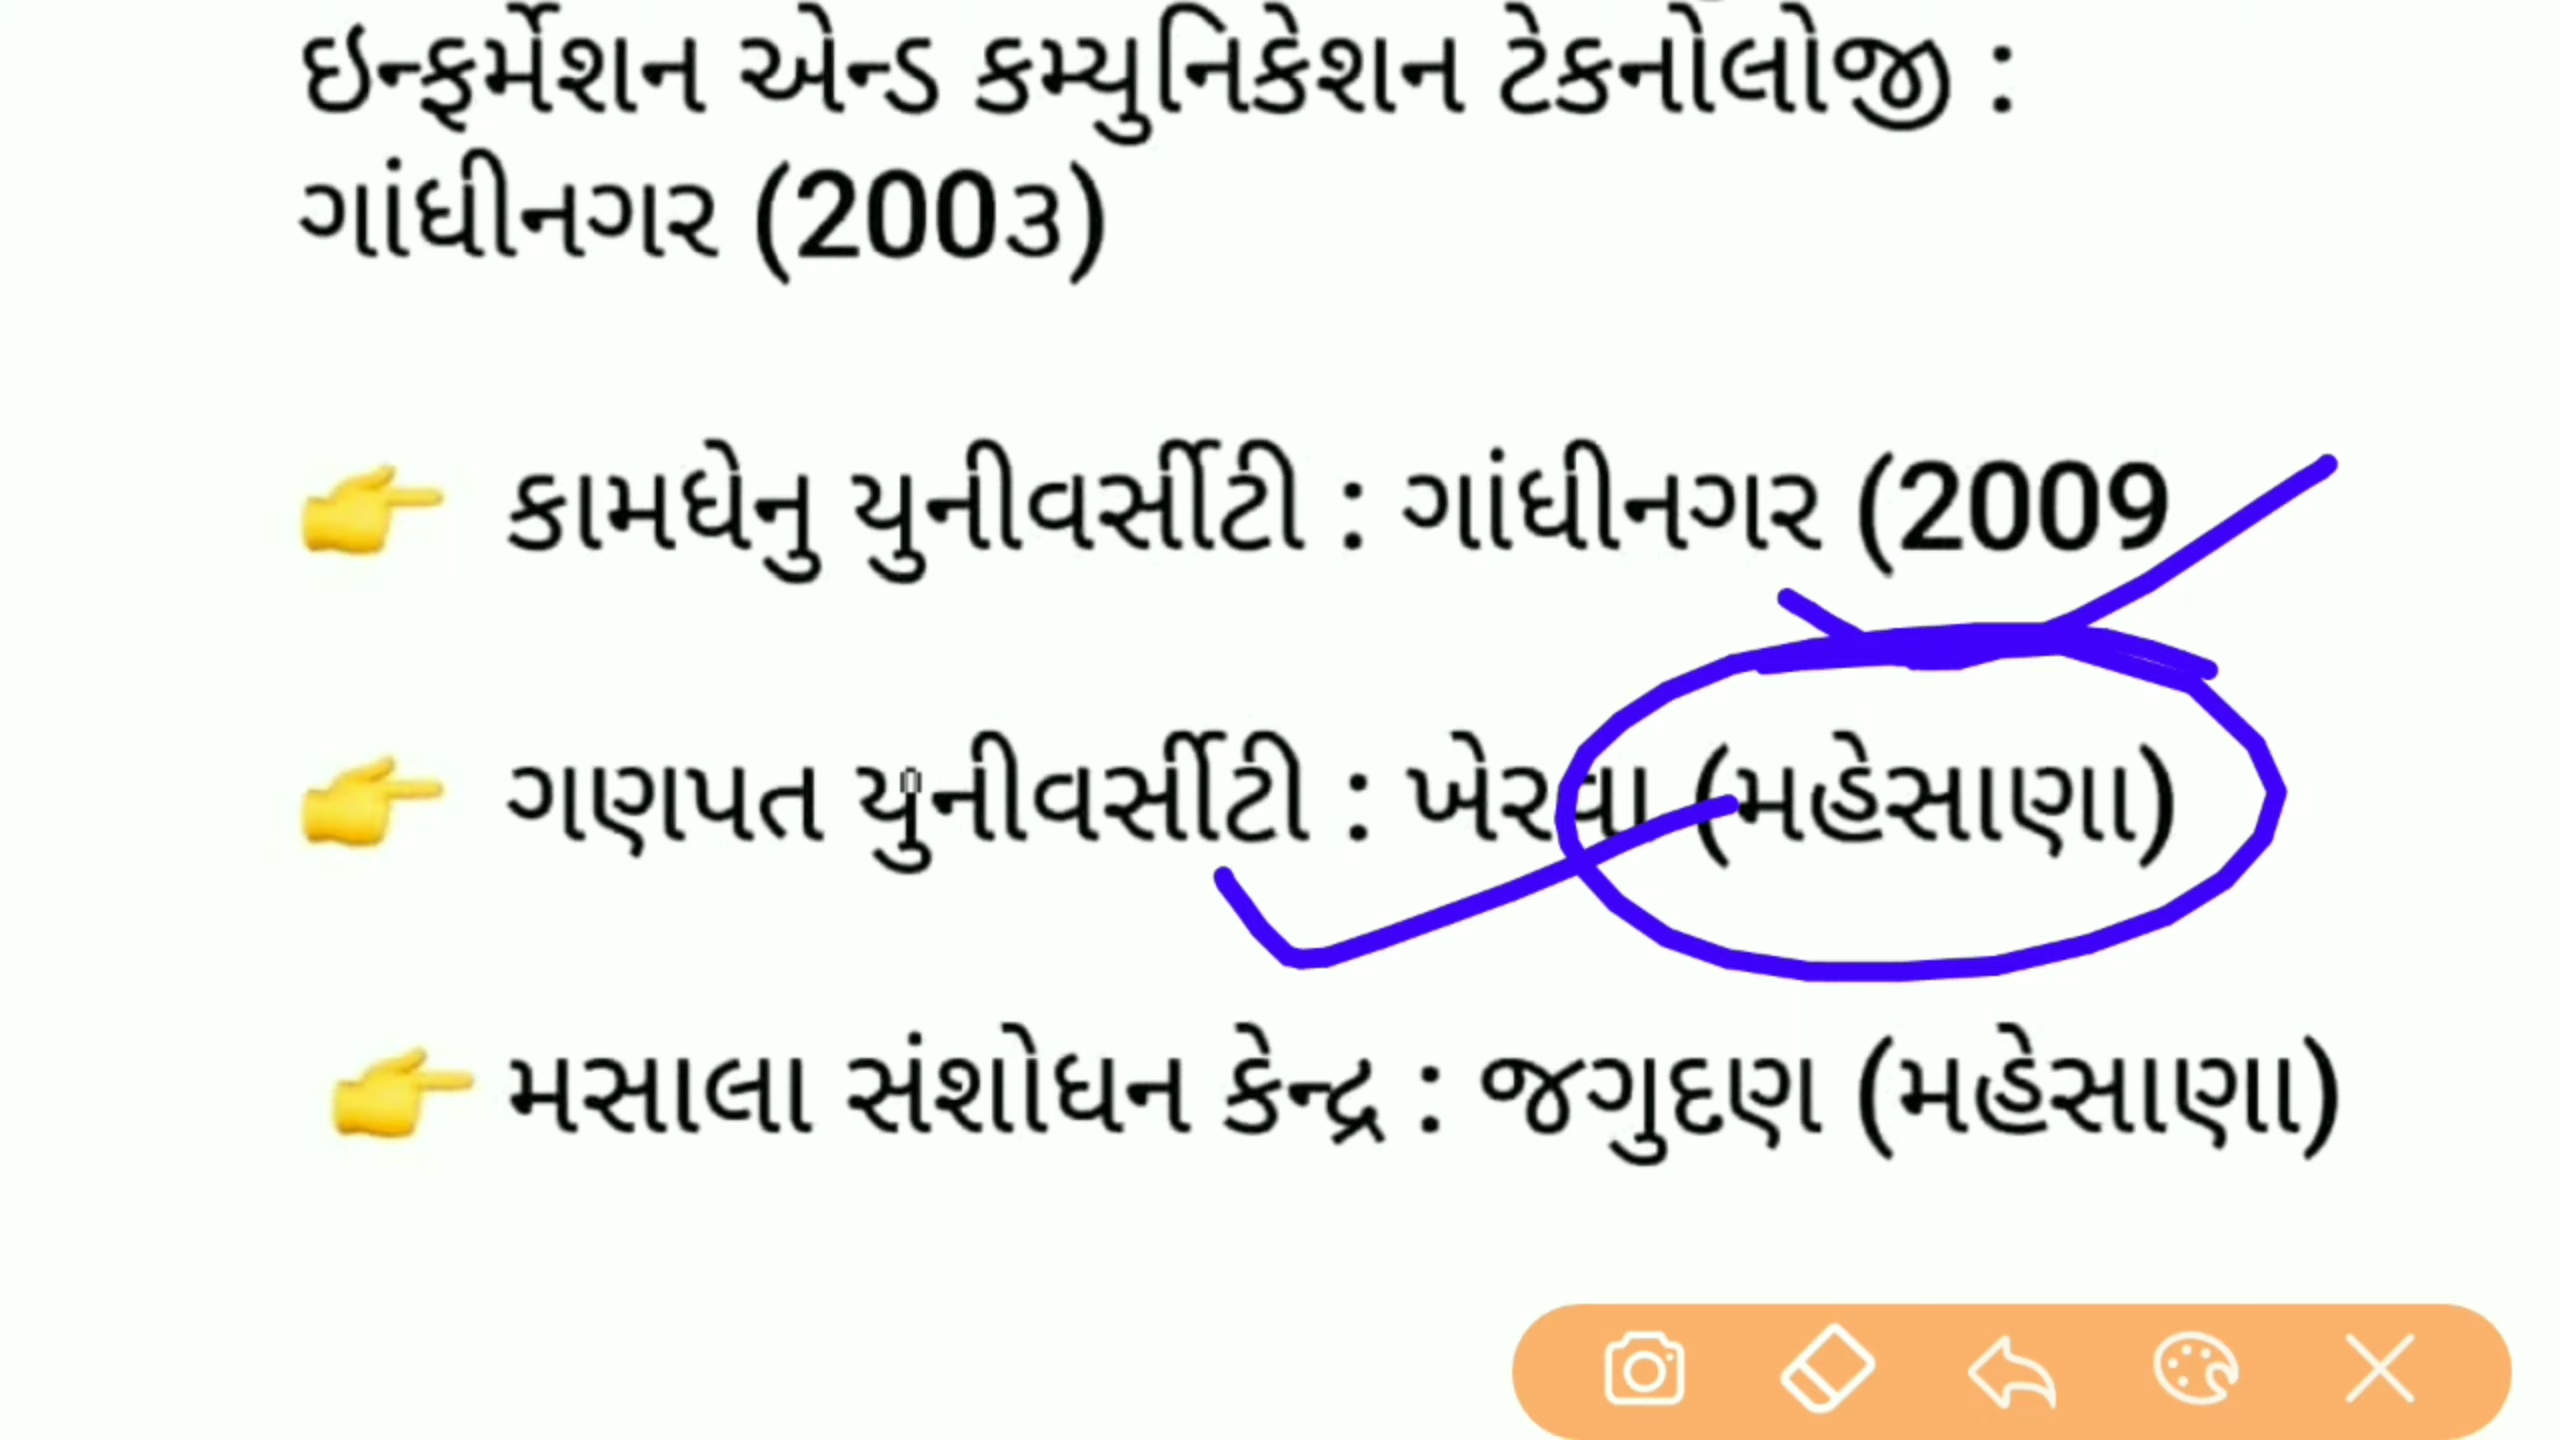 ઇન્ફર્મેશન એન્ડ કમ્યુનિકેશન ટેકનોલોજી :
ગાંધીનગર (200૩)
👉 કામધેનુ યુનીવર્સીટી : ગાંધીનગર (2009
👉 ગણપત યુનીવર્સીટી : ખેરવા (મહેસાણા)
👉 મસાલા સંશોધન કેન્દ્ર : જગુદણ (મહેસાણા)